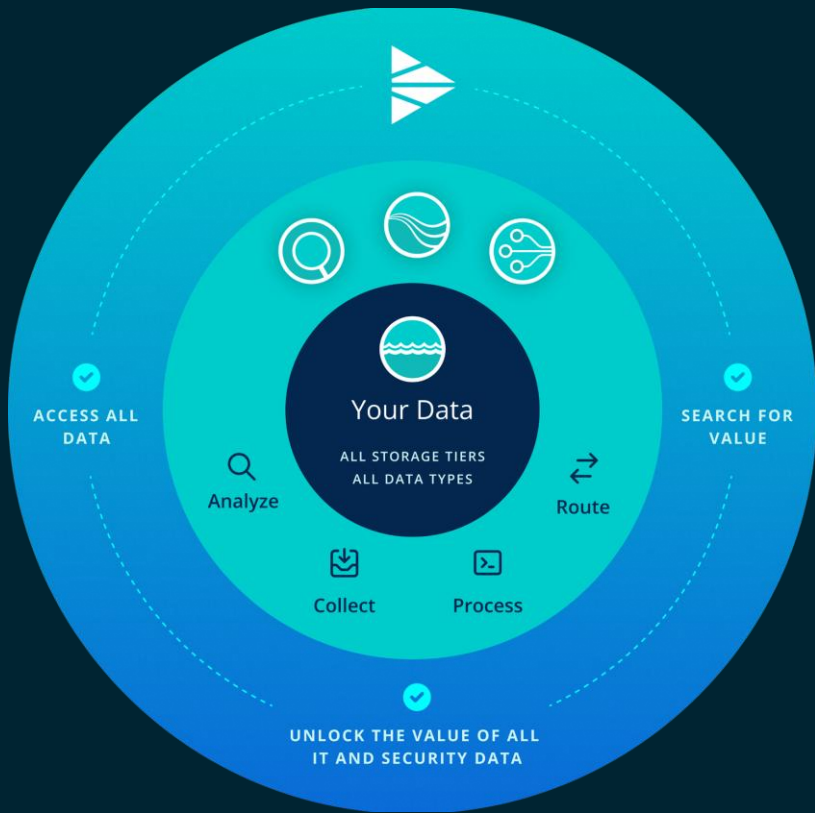 ACCESS ALL
DATA
SEARCH FOR
VALUE
Your Data
ALL STORAGE TIERS
ALL DATA TYPES
Analyze
Route
Collect
Process
UNLOCK THE VALUE OF ALL
IT AND SECURITY DATA